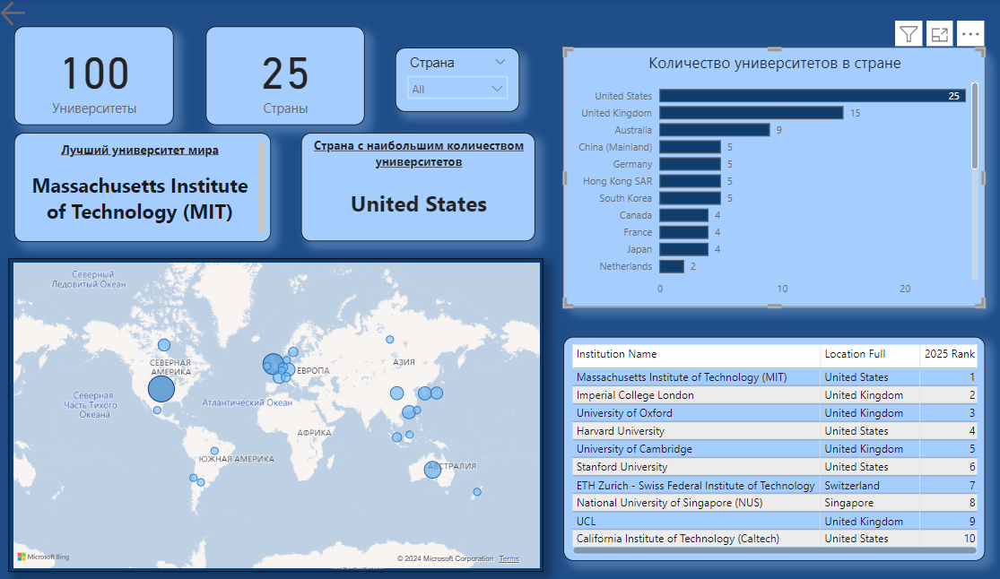 100
Университеты
25
Страны
Страна
All
Лучший университет мира
Massachusetts Institute
of Technology (MIT)
Страна с наибольшим количеством
университетов
United States
Количество университетов в стране
United States 25
United Kingdom 15
Australia 9
China (Mainland) 5
Germany 5
Hong Kong SAR 5
South Korea 5
Canada 4
France 4
Japan 4
Netherlands 2
0 10 20
Северный
Ледовитый Океан
СЕВЕРНАЯ
АМЕРИКА
ЕВРОПА
АЗИЯ
Северная
Часть Тихого
Океана
Атлантический Океан
АФРИКА
ЮЖНАЯ АМЕРИКА
АВСТРАЛИЯ
Microsoft Bing
© 2024 Microsoft Corporation Terms
Institution Name Location Full 2025 Rank
Massachusetts Institute of Technology (MIT) United States 1
Imperial College London United Kingdom 2
University of Oxford United Kingdom 3
Harvard University United States 4
University of Cambridge United Kingdom 5
Stanford University United States 6
ETH Zurich - Swiss Federal Institute of Technology Switzerland 7
National University of Singapore (NUS) Singapore 8
UCL United Kingdom 9
California Institute of Technology (Caltech) United States 10